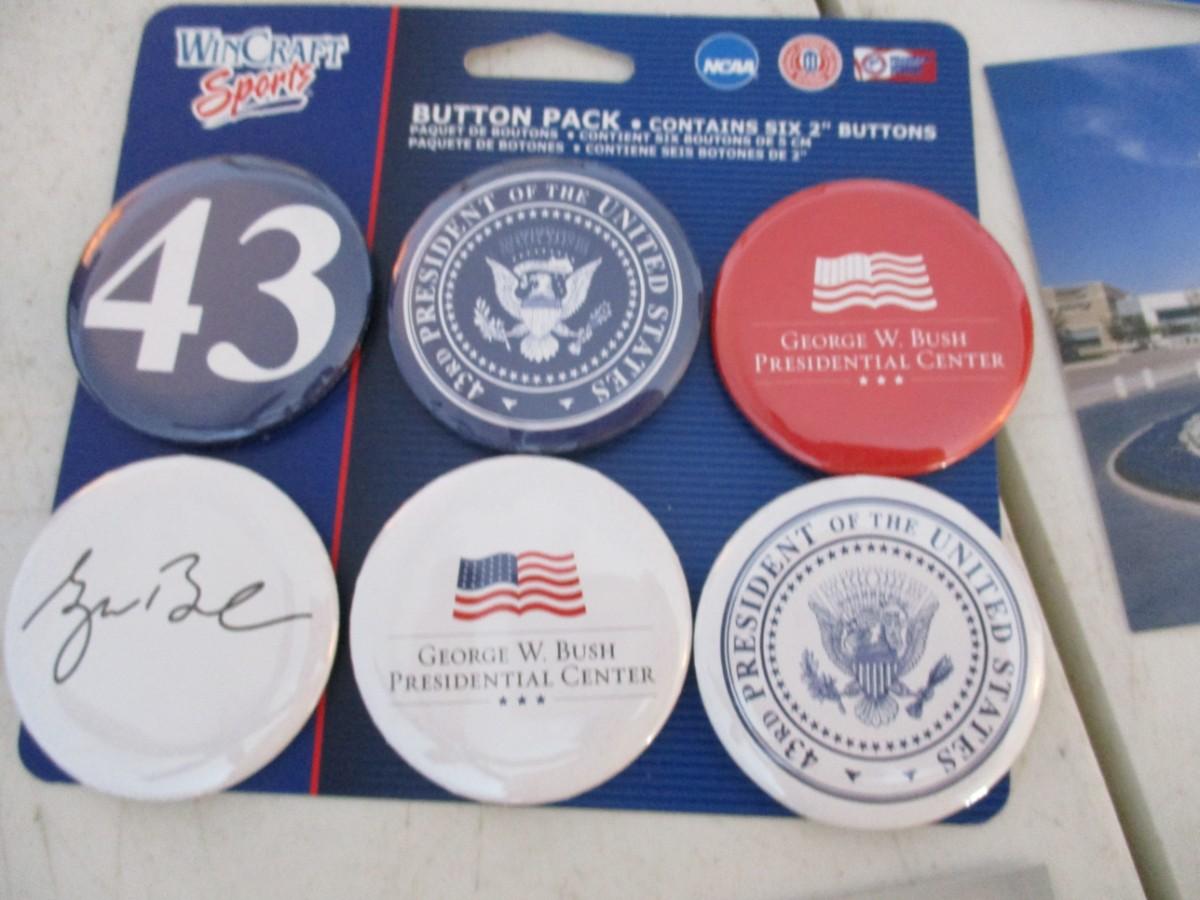 WINCRAFT
Sports
NCAA
BUTTON PACK • CONTAINS SIX 2" BUTTONS
PAQUET DE BOUTONS • CONTIENT SIX BOUTONS DE 5 CM
PAQUETE DE BOTONES • CONTIENE SEIS BOTONES DE 2"
43
43RD PRESIDENT OF THE UNITED STATES
GEORGE W. BUSH
PRESIDENTIAL CENTER
GEORGE W. BUSH
PRESIDENTIAL CENTER
43RD PRESIDENT OF THE UNITED STATES